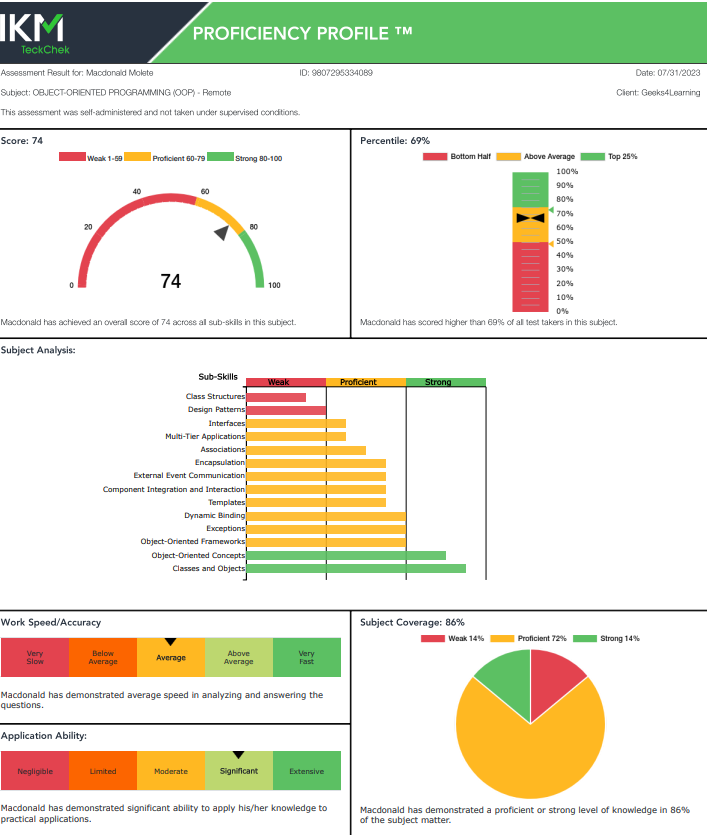 IKM
TeckChek
PROFICIENCY PROFILE ™
Assessment Result for: Macdonald Molete
ID: 9807295334089
Date: 07/31/2023
Subject: OBJECT-ORIENTED PROGRAMMING (OOP) - Remote
Client: Geeks4Learning
This assessment was self-administered and not taken under supervised conditions.
Score: 74
Weak 1-59
Proficient 60-79
Strong 80-100
0
20
40
60
80
100
74
Macdonald has achieved an overall score of 74 across all sub-skills in this subject.
Percentile: 69%
Bottom Half
Above Average
Top 25%
100%
90%
80%
70%
60%
50%
40%
30%
20%
10%
0%
Macdonald has scored higher than 69% of all test takers in this subject.
Subject Analysis:
Sub-Skills
Weak
Proficient
Strong
Class Structures
Design Patterns
Interfaces
Multi-Tier Applications
Associations
Encapsulation
External Event Communication
Component Integration and Interaction
Templates
Dynamic Binding
Exceptions
Object-Oriented Frameworks
Object-Oriented Concepts
Classes and Objects
Work Speed/Accuracy
Very
Slow
Below
Average
Average
Above
Average
Very
Fast
Macdonald has demonstrated average speed in analyzing and answering the
questions.
Application Ability:
Negligible
Limited
Moderate
Significant
Extensive
Macdonald has demonstrated significant ability to apply his/her knowledge to
practical applications.
Subject Coverage: 86%
Weak 14%
Proficient 72%
Strong 14%
Macdonald has demonstrated a proficient or strong level of knowledge in 86%
of the subject matter.